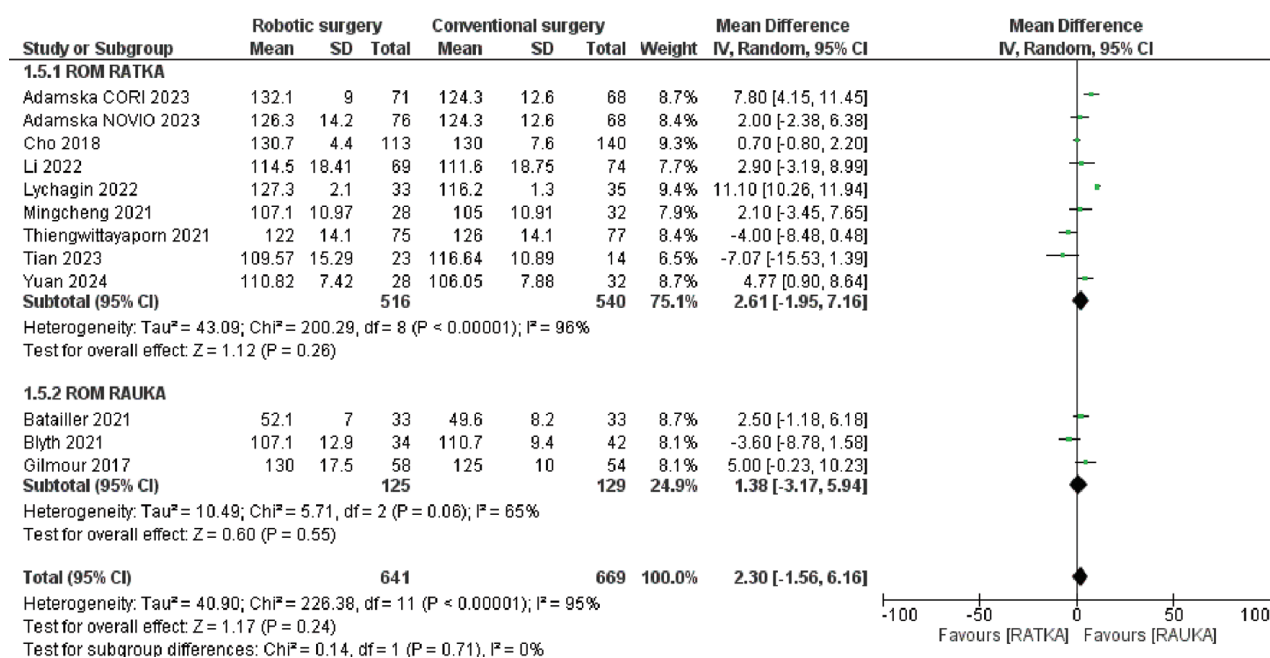 Robotic surgery Conventional surgery Mean Difference Mean Difference
Study or Subgroup Mean SD Total Mean SD Total Weight IV, Random, 95% CI IV, Random, 95% CI
1.5.1 ROM RATKA
Adamska CORI 2023 132.1 9 71 124.3 12.6 68 8.7% 7.80 [4.15, 11.45]
Adamska NOVIO 2023 126.3 14.2 76 124.3 12.6 68 8.4% 2.00 [-2.38, 6.38]
Cho 2018 130.7 4.4 113 130 7.6 140 9.3% 0.70 [-0.80, 2.20]
Li 2022 114.5 18.41 69 111.6 18.75 74 7.7% 2.90 [-3.19, 8.99]
Lychagin 2022 127.3 2.1 33 116.2 1.3 35 9.4% 11.10 [10.26, 11.94]
Mingcheng 2021 107.1 10.97 28 105 10.91 32 7.9% 2.10 [-3.45, 7.65]
Thiengwittayaporn 2021 122 14.1 75 126 14.1 77 8.4% -4.00 [-8.48, 0.48]
Tian 2023 109.57 15.29 23 116.64 10.89 14 6.5% -7.07 [-15.53, 1.39]
Yuan 2024 110.82 7.42 28 106.05 7.88 32 8.7% 4.77 [0.90, 8.64]
Subtotal (95% CI) 516 540 75.1% 2.61 [-1.95, 7.16]
Heterogeneity: Tau² = 43.09; Chi² = 200.29, df = 8 (P < 0.00001); I² = 96%
Test for overall effect: Z = 1.12 (P = 0.26)
1.5.2 ROM RAUKA
Batailler 2021 52.1 7 33 49.6 8.2 33 8.7% 2.50 [-1.18, 6.18]
Blyth 2021 107.1 12.9 34 110.7 9.4 42 8.1% -3.60 [-8.78, 1.58]
Gilmour 2017 130 17.5 58 125 10 54 8.1% 5.00 [-0.23, 10.23]
Subtotal (95% CI) 125 129 24.9% 1.38 [-3.17, 5.94]
Heterogeneity: Tau² = 10.49; Chi² = 5.71, df = 2 (P = 0.06); I² = 65%
Test for overall effect: Z = 0.60 (P = 0.55)
Total (95% CI) 641 669 100.0% 2.30 [-1.56, 6.16]
Heterogeneity: Tau² = 40.90; Chi² = 226.38, df = 11 (P < 0.00001); I² = 95%
Test for overall effect: Z = 1.17 (P = 0.24)
Test for subgroup differences: Chi² = 0.14, df = 1 (P = 0.71), I² = 0%
-100 -50 0 50 100
Favours [RATKA] Favours [RAUKA]